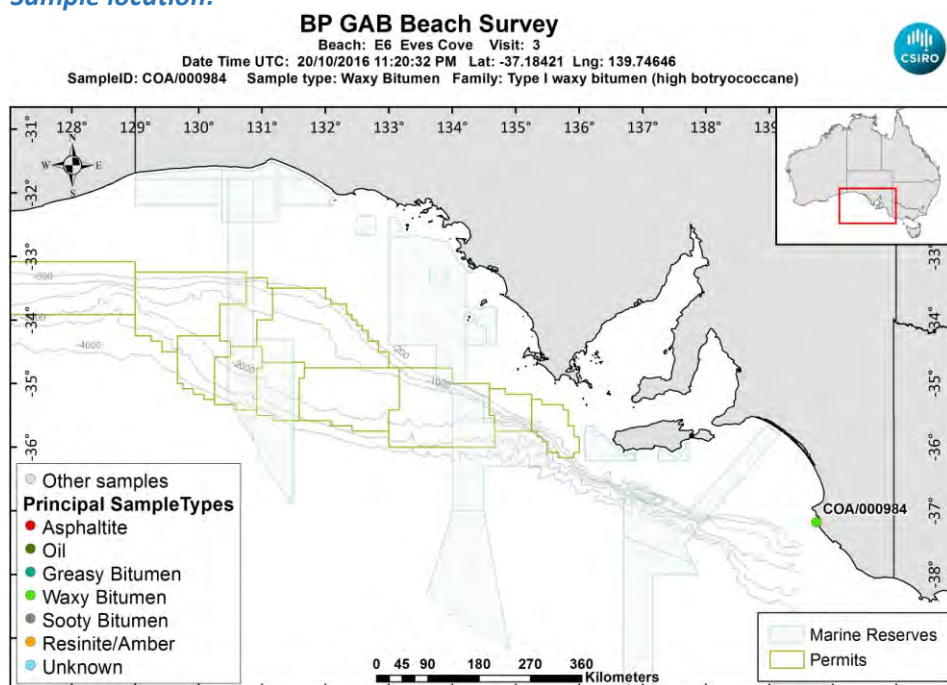 Sample location:
BP GAB Beach Survey
Beach: E6 Eves Cove Visit: 3
Date Time UTC: 20/10/2016 11:20:32 PM Lat: -37.18421 Lng: 139.74646
SampleID: COA/000984 Sample type: Waxy Bitumen Family: Type I waxy bitumen (high botryococcane)
CSIRO
128° 129° 130° 131° 132° 133° 134° 135° 136° 137° 138° 139
-31°
-32°
-33°
-34°
-35°
-36°
-37°
-38°
N
W E
S
-31°
-33°
-34°
-35°
-36°
-37°
-38°
-4000
-2000
-200
-1000
COA/000984
Other samples
Principal SampleTypes
Asphaltite
Oil
Greasy Bitumen
Waxy Bitumen
Sooty Bitumen
Resinite/Amber
Unknown
0 45 90 180 270 360
Kilometers
Marine Reserves
Permits